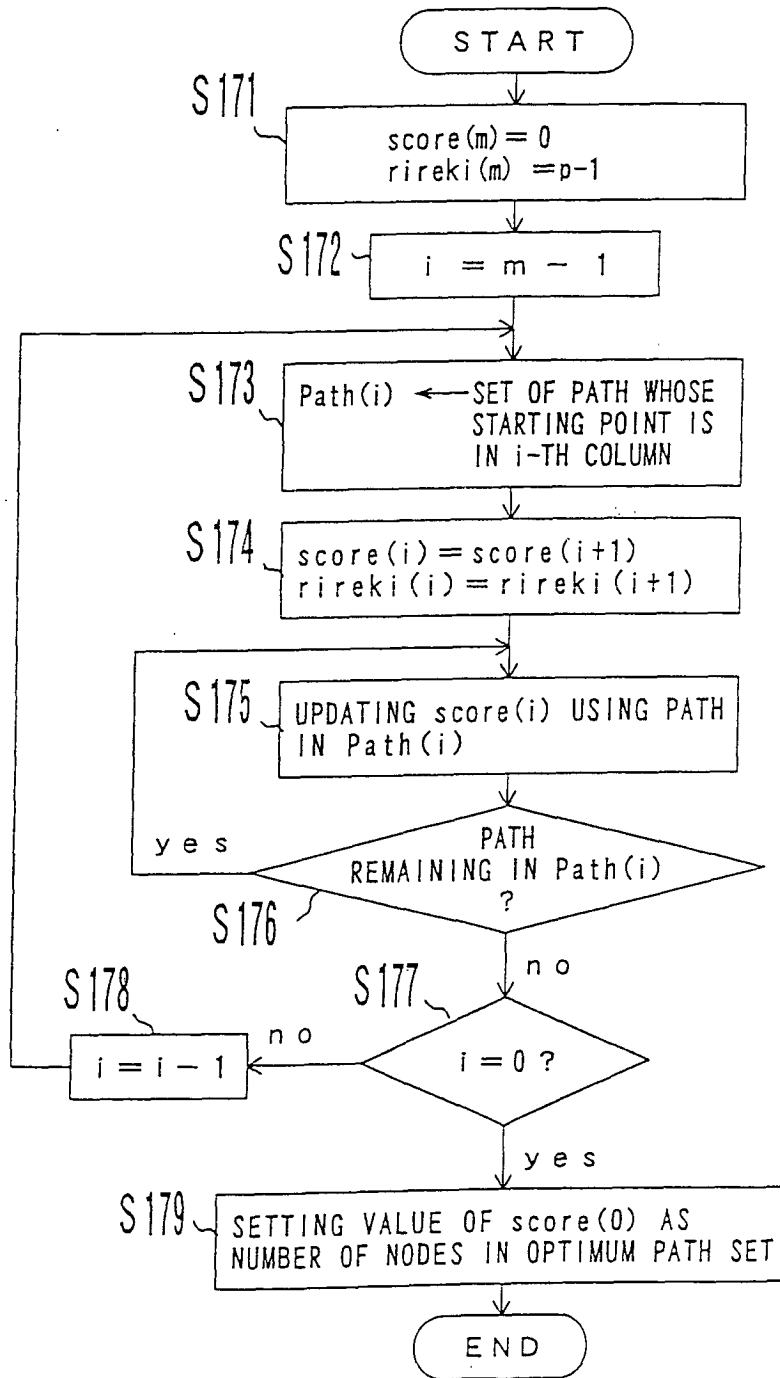 START
S171
score(m)=0
rireki(m) =p-1
S172
i = m - 1
S173
Path(i) ← SET OF PATH WHOSE
STARTING POINT IS
IN i-TH COLUMN
S174
score(i)=score(i+1)
rireki(i)=rireki(i+1)
S175
UPDATING score(i) USING PATH
IN Path(i)
yes
PATH
REMAINING IN Path(i)
?
S176
no
S177
S178
no
i=i-1
i=0?
yes
S179
SETTING VALUE OF score(0) AS
NUMBER OF NODES IN OPTIMUM PATH SET
END